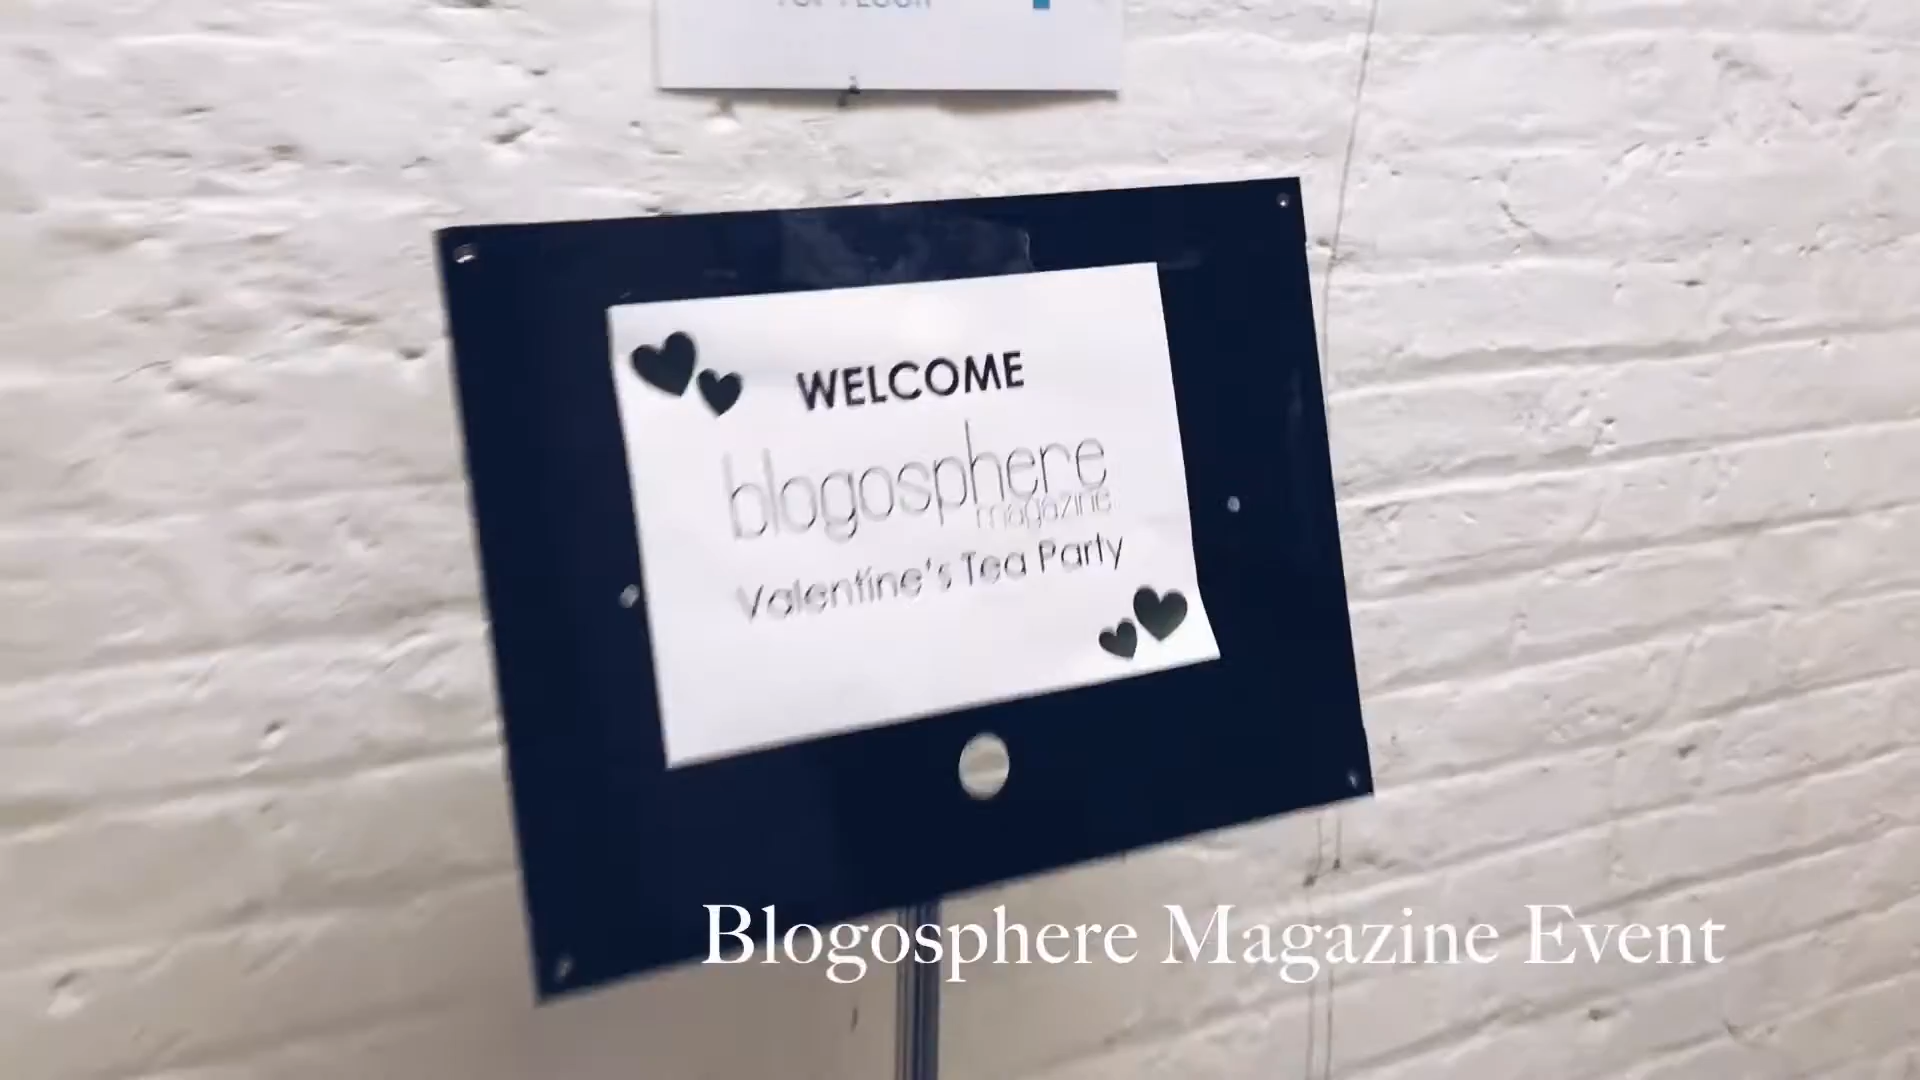 WELCOME
blogosphere
magazine
Valentine's Tea Party
Blogosphere Magazine Event